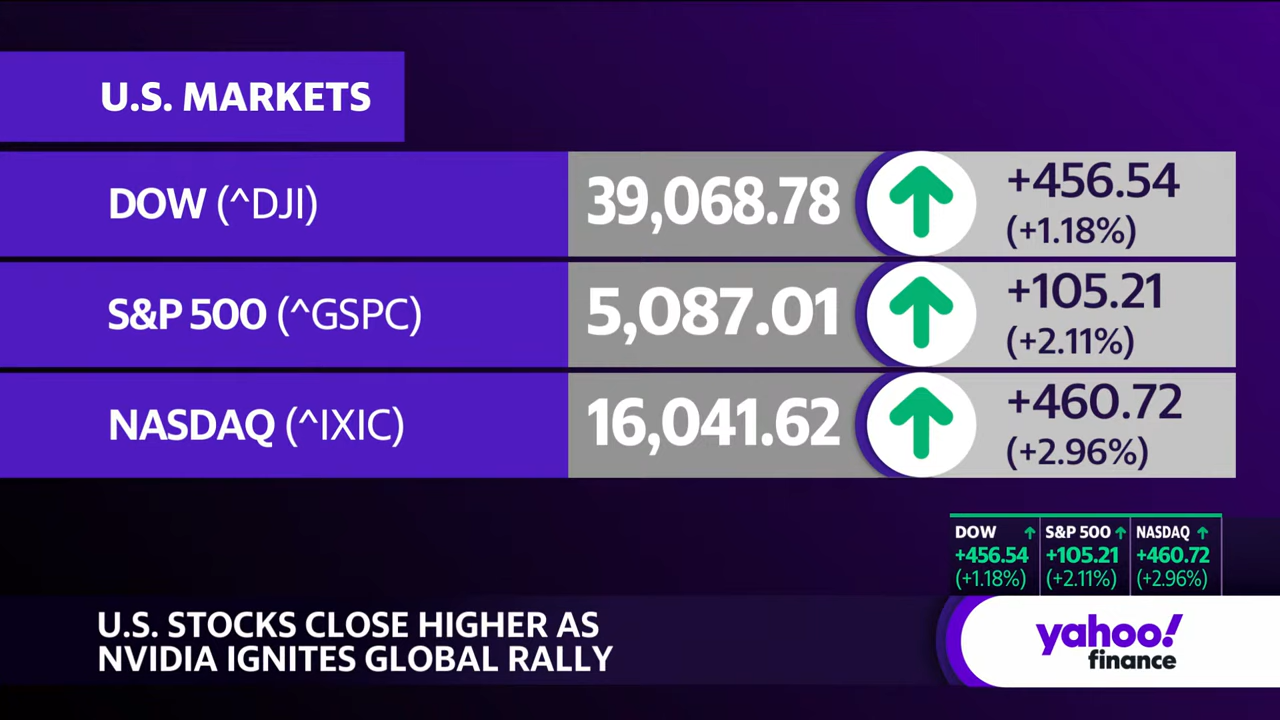 U.S. MARKETS
DOW (^DJI) 39,068.78 +456.54
(+1.18%)
S&P 500 (^GSPC) 5,087.01 +105.21
(+2.11%)
NASDAQ (^IXIC) 16,041.62 +460.72
(+2.96%)
DOW S&P 500 NASDAQ
+456.54 +105.21 +460.72
(+1.18%) (+2.11%) (+2.96%)
U.S. STOCKS CLOSE HIGHER AS
NVIDIA IGNITES GLOBAL RALLY
yahoo!
finance